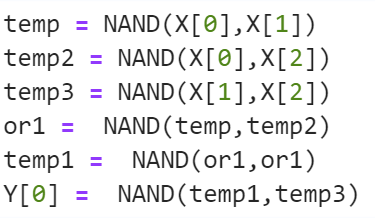 temp = NAND(X[0],X[1])
temp2 = NAND(X[0],X[2])
temp3 = NAND(X[1],X[2])
or1 =  NAND(temp,temp2)
temp1 =  NAND(or1,or1)
Y[0] =  NAND(temp1,temp3)